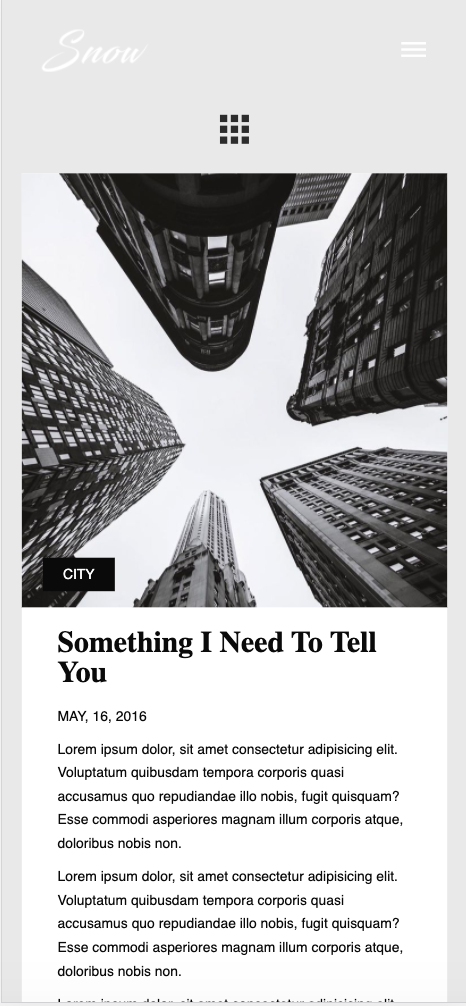 Snow
CITY
Something I Need To Tell
You
MAY, 16, 2016
Lorem ipsum dolor, sit amet consectetur adipisicing elit.
Voluptatum quibusdam tempora corporis quasi
accusamus quo repudiandae illo nobis, fugit quisquam?
Esse commodi asperiores magnam illum corporis atque,
doloribus nobis non.
Lorem ipsum dolor, sit amet consectetur adipisicing elit.
Voluptatum quibusdam tempora corporis quasi
accusamus quo repudiandae illo nobis, fugit quisquam?
Esse commodi asperiores magnam illum corporis atque,
doloribus nobis non.